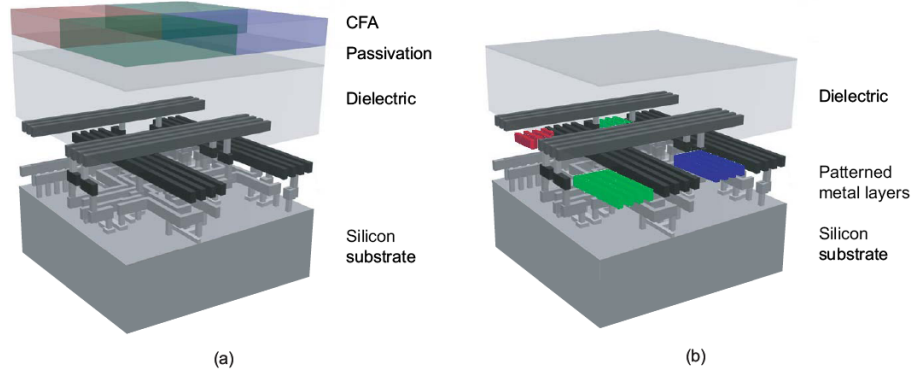 CFA
Passivation
Dielectric
Silicon
substrate
(a)
Dielectric
Patterned
metal layers
Silicon
substrate
(b)